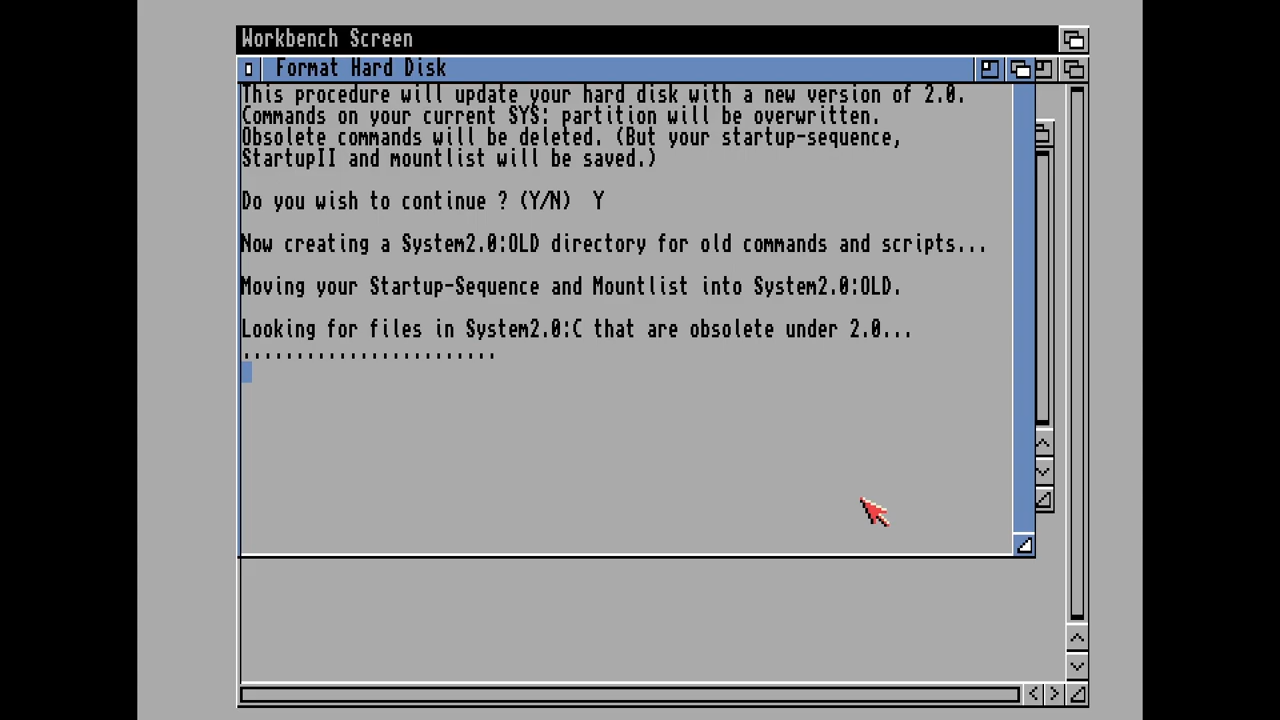 Workbench Screen
Format Hard Disk
This procedure will update your hard disk with a new version of 2.0.
Commands on your current SYS: partition will be overwritten.
Obsolete commands will be deleted. (But your startup-sequence,
StartupII and mountlist will be saved.)
Do you wish to continue ? (Y/N)  Y
Now creating a System2.0:OLD directory for old commands and scripts...
Moving your Startup-Sequence and Mountlist into System2.0:OLD.
Looking for files in System2.0:C that are obsolete under 2.0...
........................